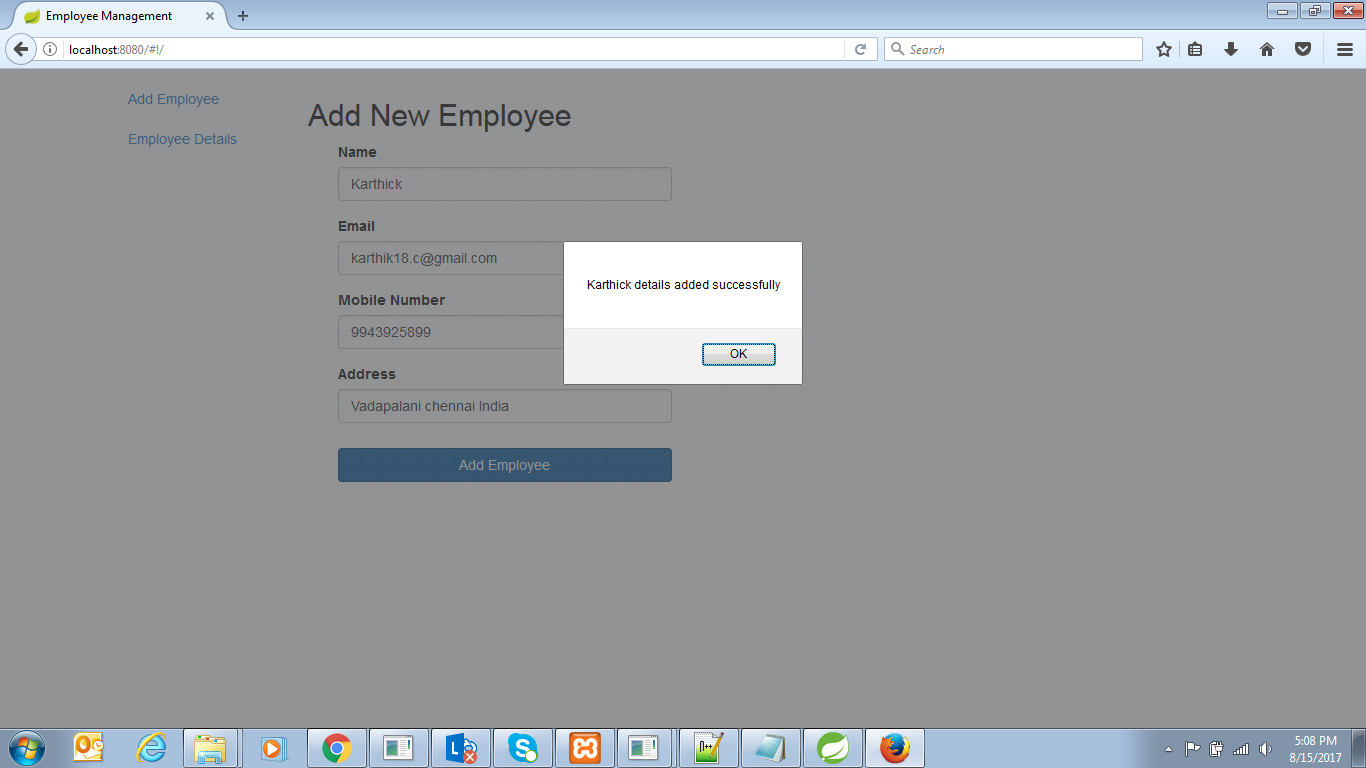 Employee Management
localhost:8080/#!/
Search
Add Employee
Employee Details
Add New Employee
Name
Karthick
Email
karthik18.c@gmail.com
Mobile Number
9943925899
Address
Vadapalani chennai India
Add Employee
Karthick details added successfully
OK
5:08 PM
8/15/2017